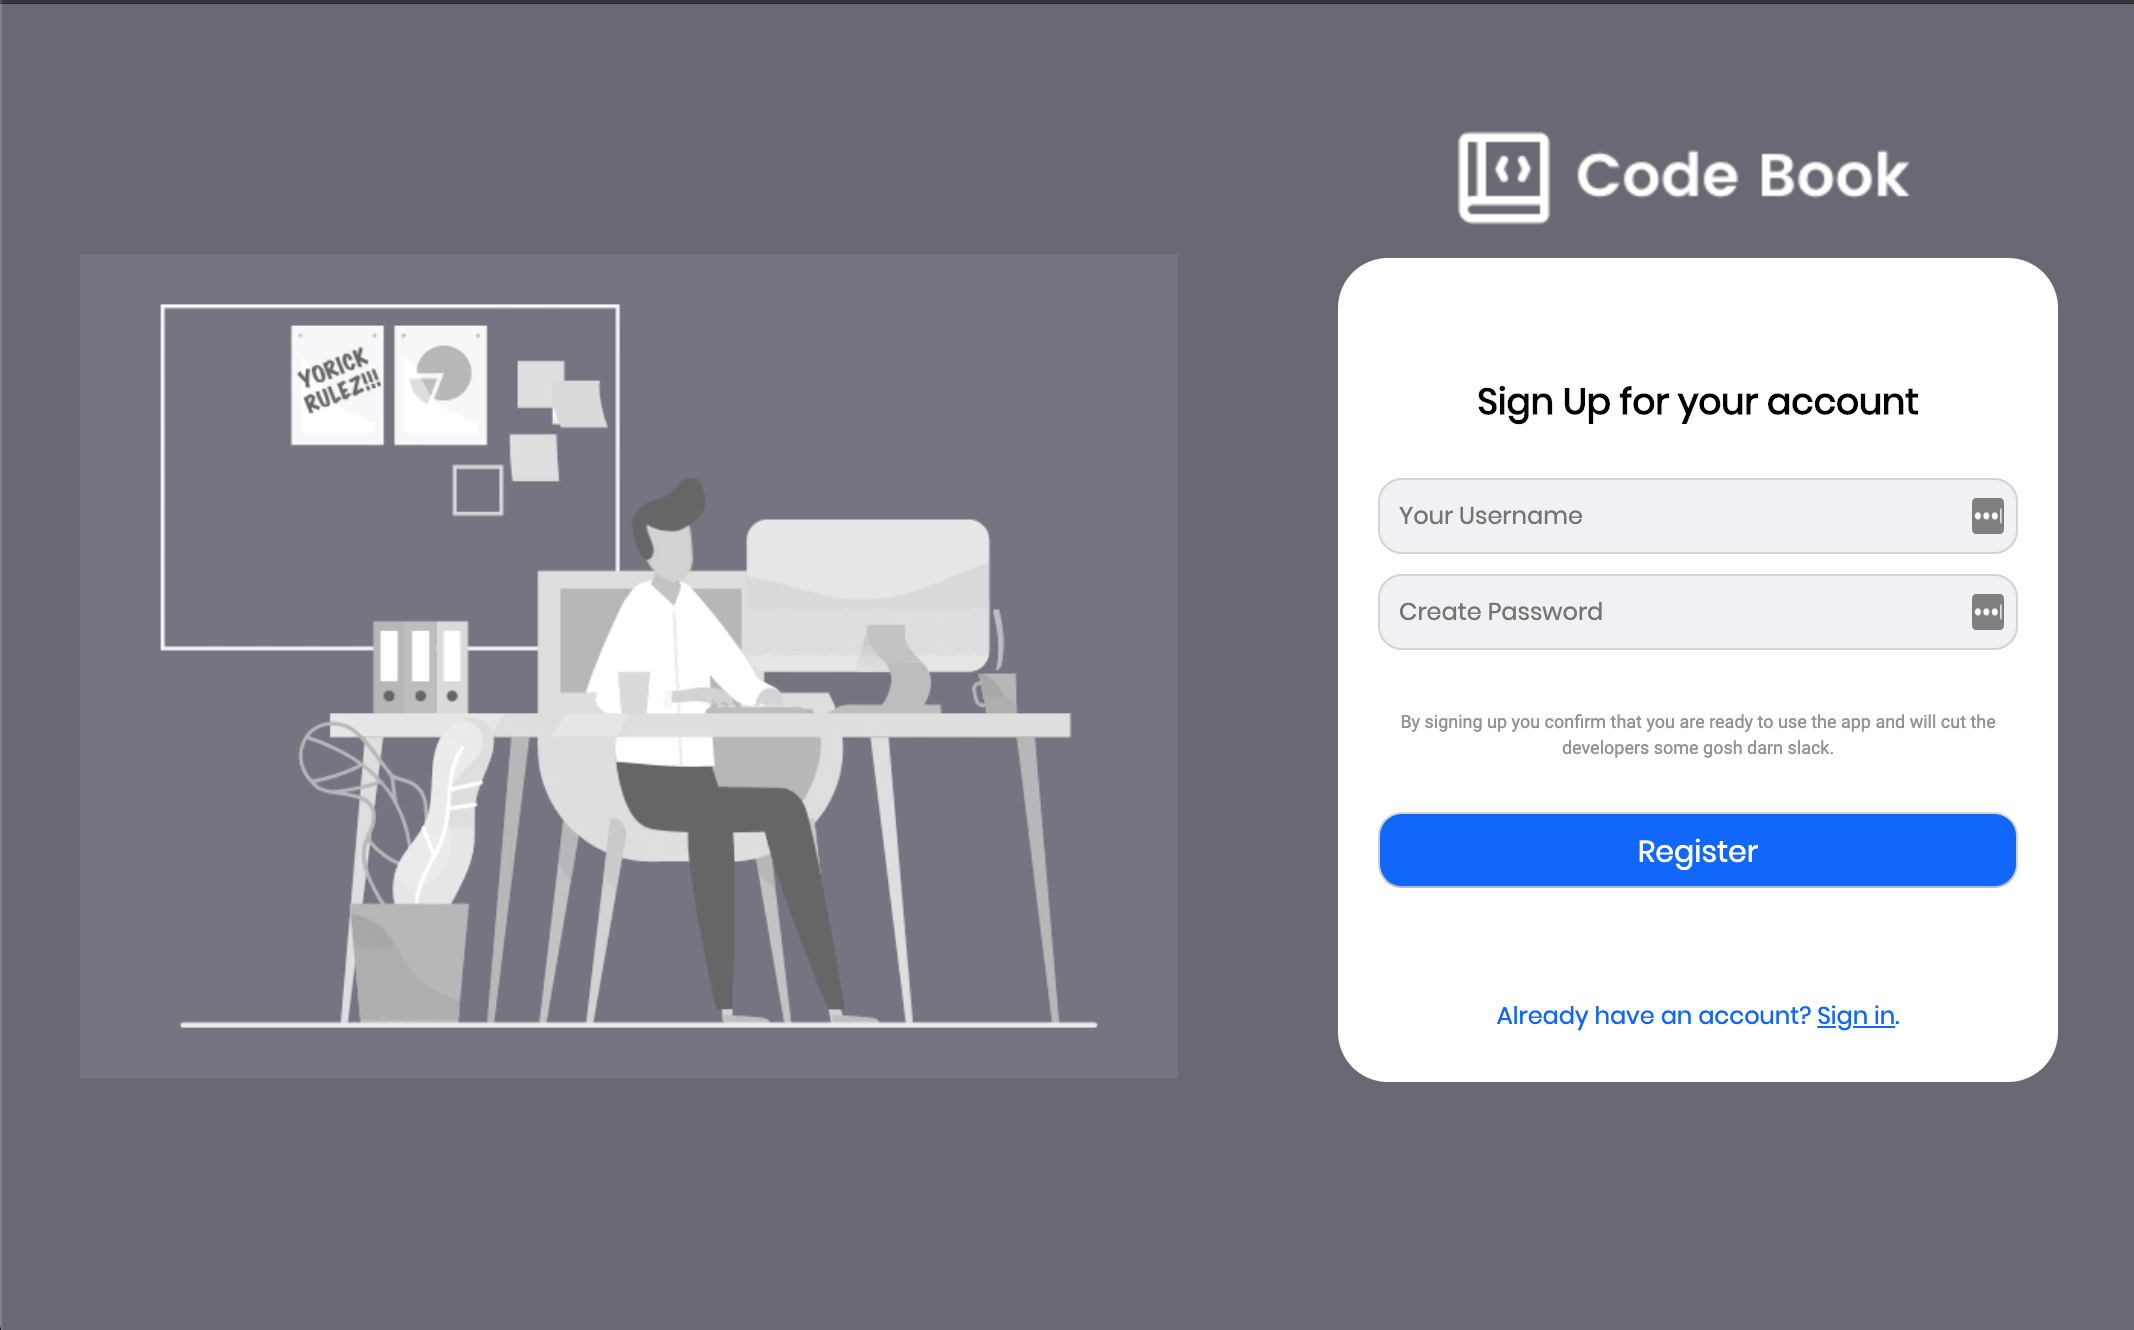 Code Book
YORICK
RULEZ!!!
Sign Up for your account
Your Username
Create Password
By signing up you confirm that you are ready to use the app and will cut the
developers some gosh darn slack.
Register
Already have an account? Sign in.